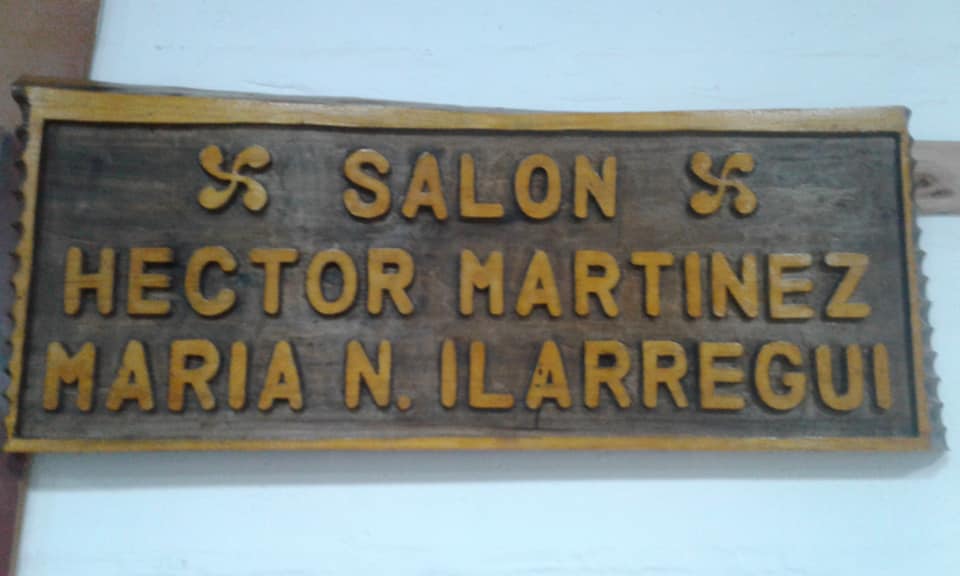 SALON
HECTOR MARTINEZ
MARIA N. ILARREGUI